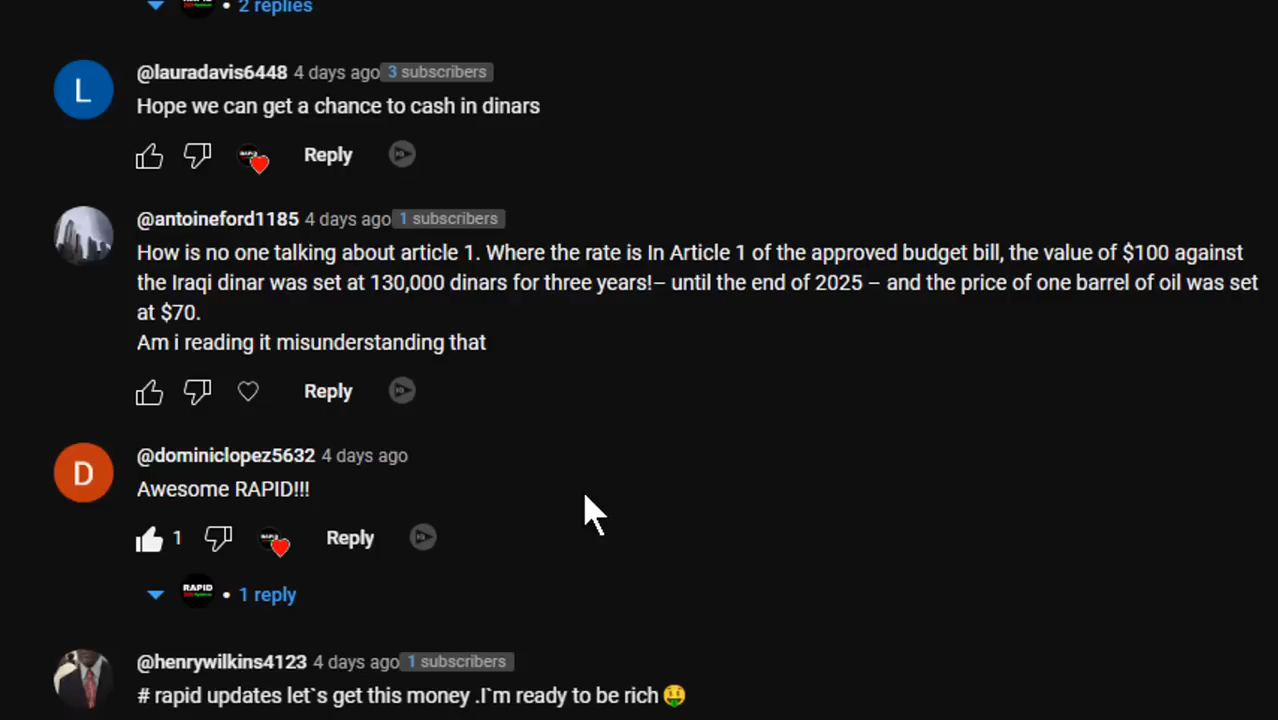 2 replies
L
@lauradavis6448 4 days ago 3 subscribers
Hope we can get a chance to cash in dinars
Reply
@antoineford1185 4 days ago 1 subscribers
How is no one talking about article 1. Where the rate is In Article 1 of the approved budget bill, the value of $100 against
the Iraqi dinar was set at 130,000 dinars for three years!– until the end of 2025 – and the price of one barrel of oil was set
at $70.
Am i reading it misunderstanding that
Reply
D
@dominiclopez5632 4 days ago
Awesome RAPID!!!
1 Reply
RAPID • 1 reply
@henrywilkins4123 4 days ago 1 subscribers
# rapid updates let`s get this money .I`m ready to be rich 🤑